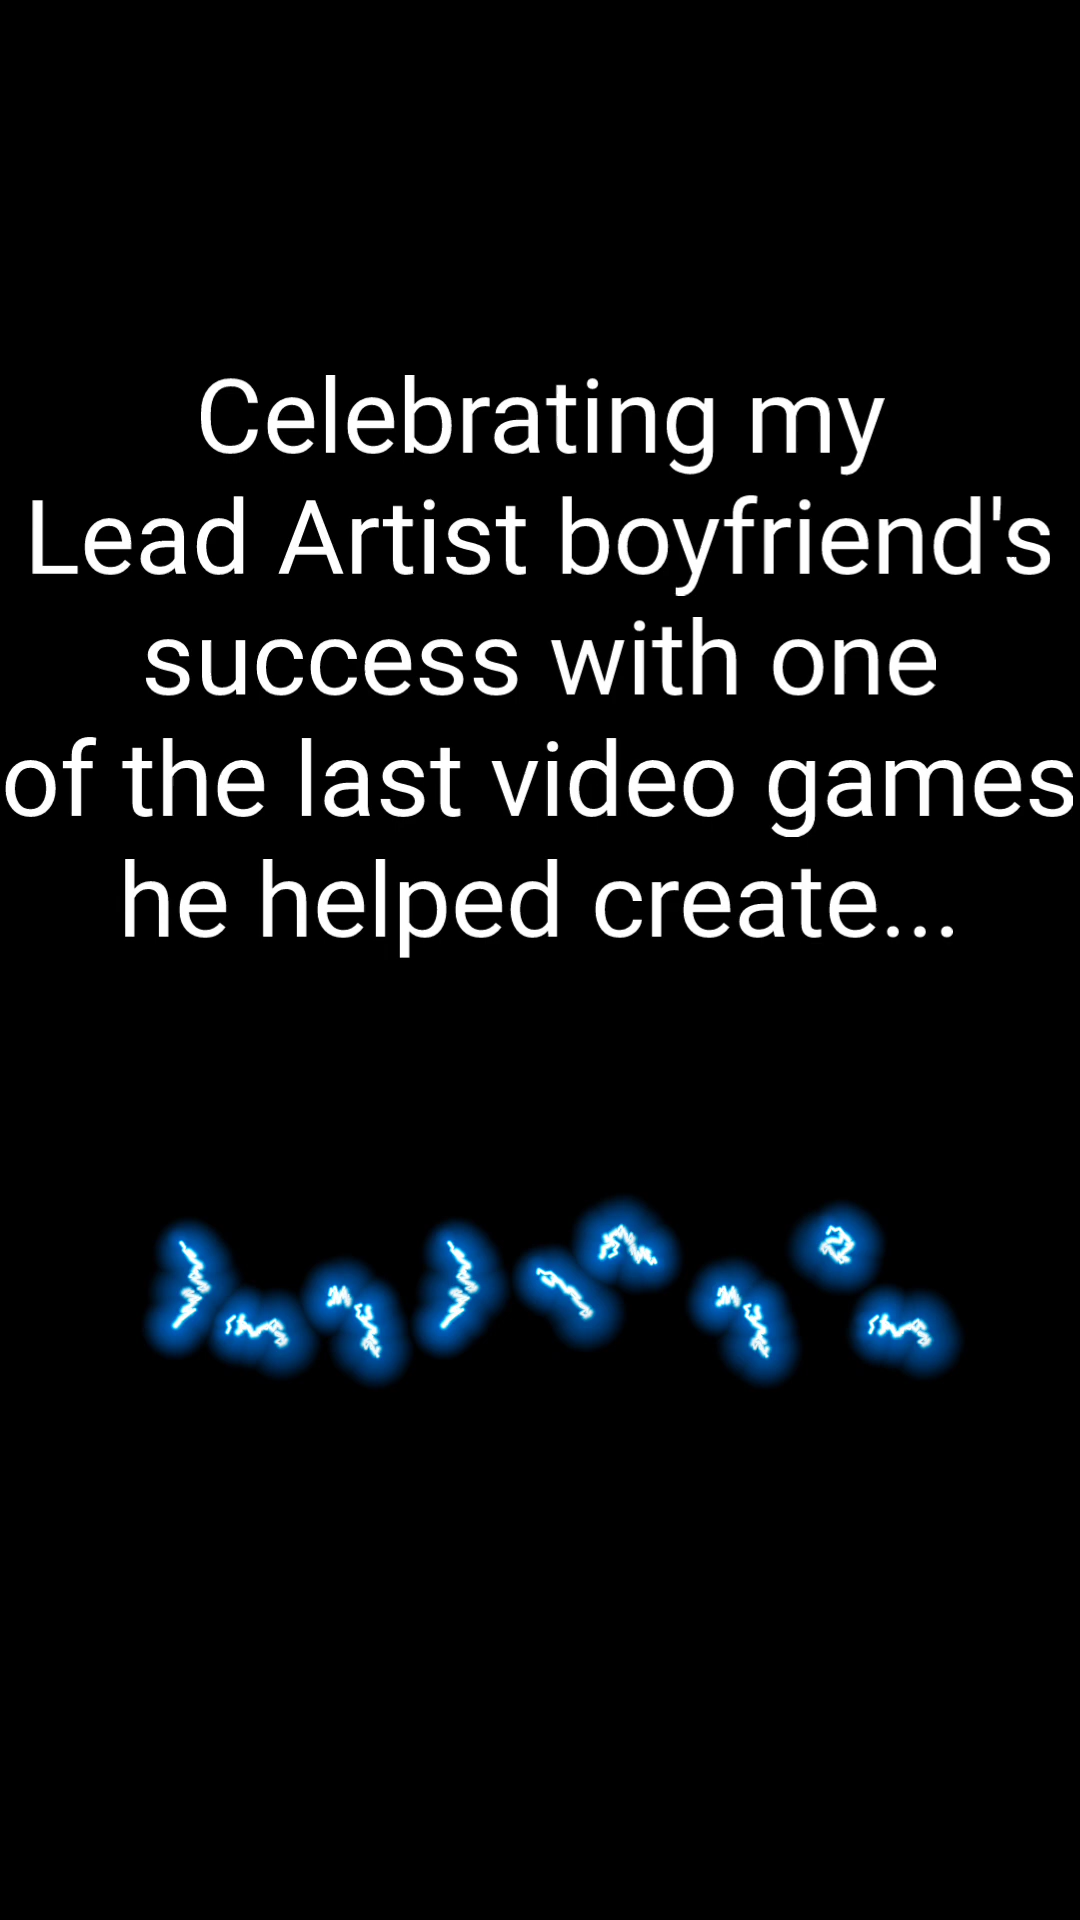 Celebrating my
Lead Artist boyfriend's
success with one
of the last video games
he helped create...